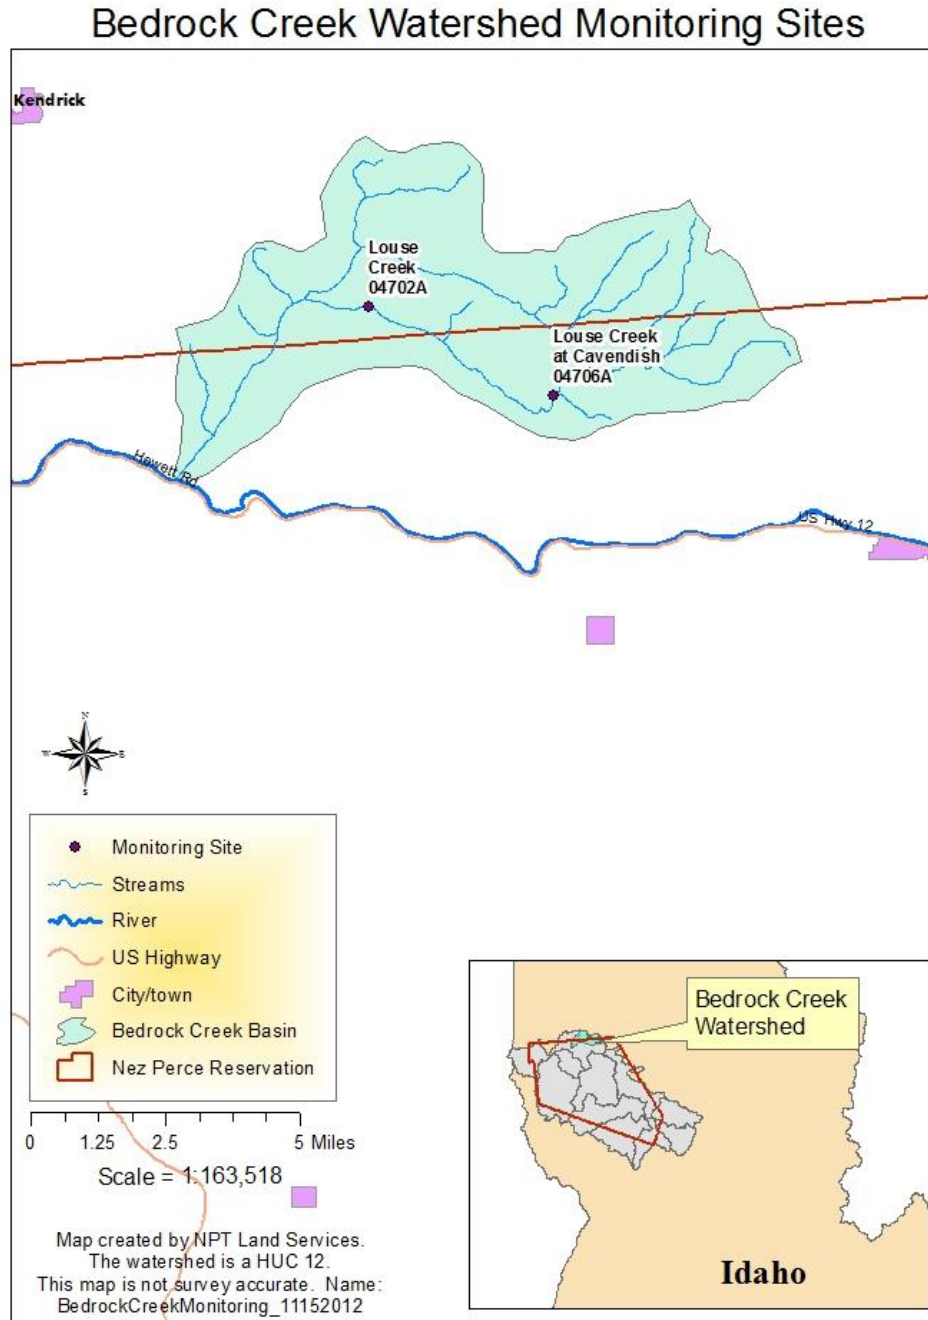 Bedrock Creek Watershed Monitoring Sites
Kendrick
Louse
Creek
04702A
Louse Creek
at Cavendish
04706A
Hewett Rd
US Hwy 12
N
W
E
S
Monitoring Site
Streams
River
US Highway
City/town
Bedrock Creek Basin
Nez Perce Reservation
0 1.25 2.5 5 Miles
Scale = 1:163,518
Map created by NPT Land Services.
The watershed is a HUC 12.
This map is not survey accurate. Name:
BedrockCreekMonitoring_11152012
Bedrock Creek
Watershed
Idaho